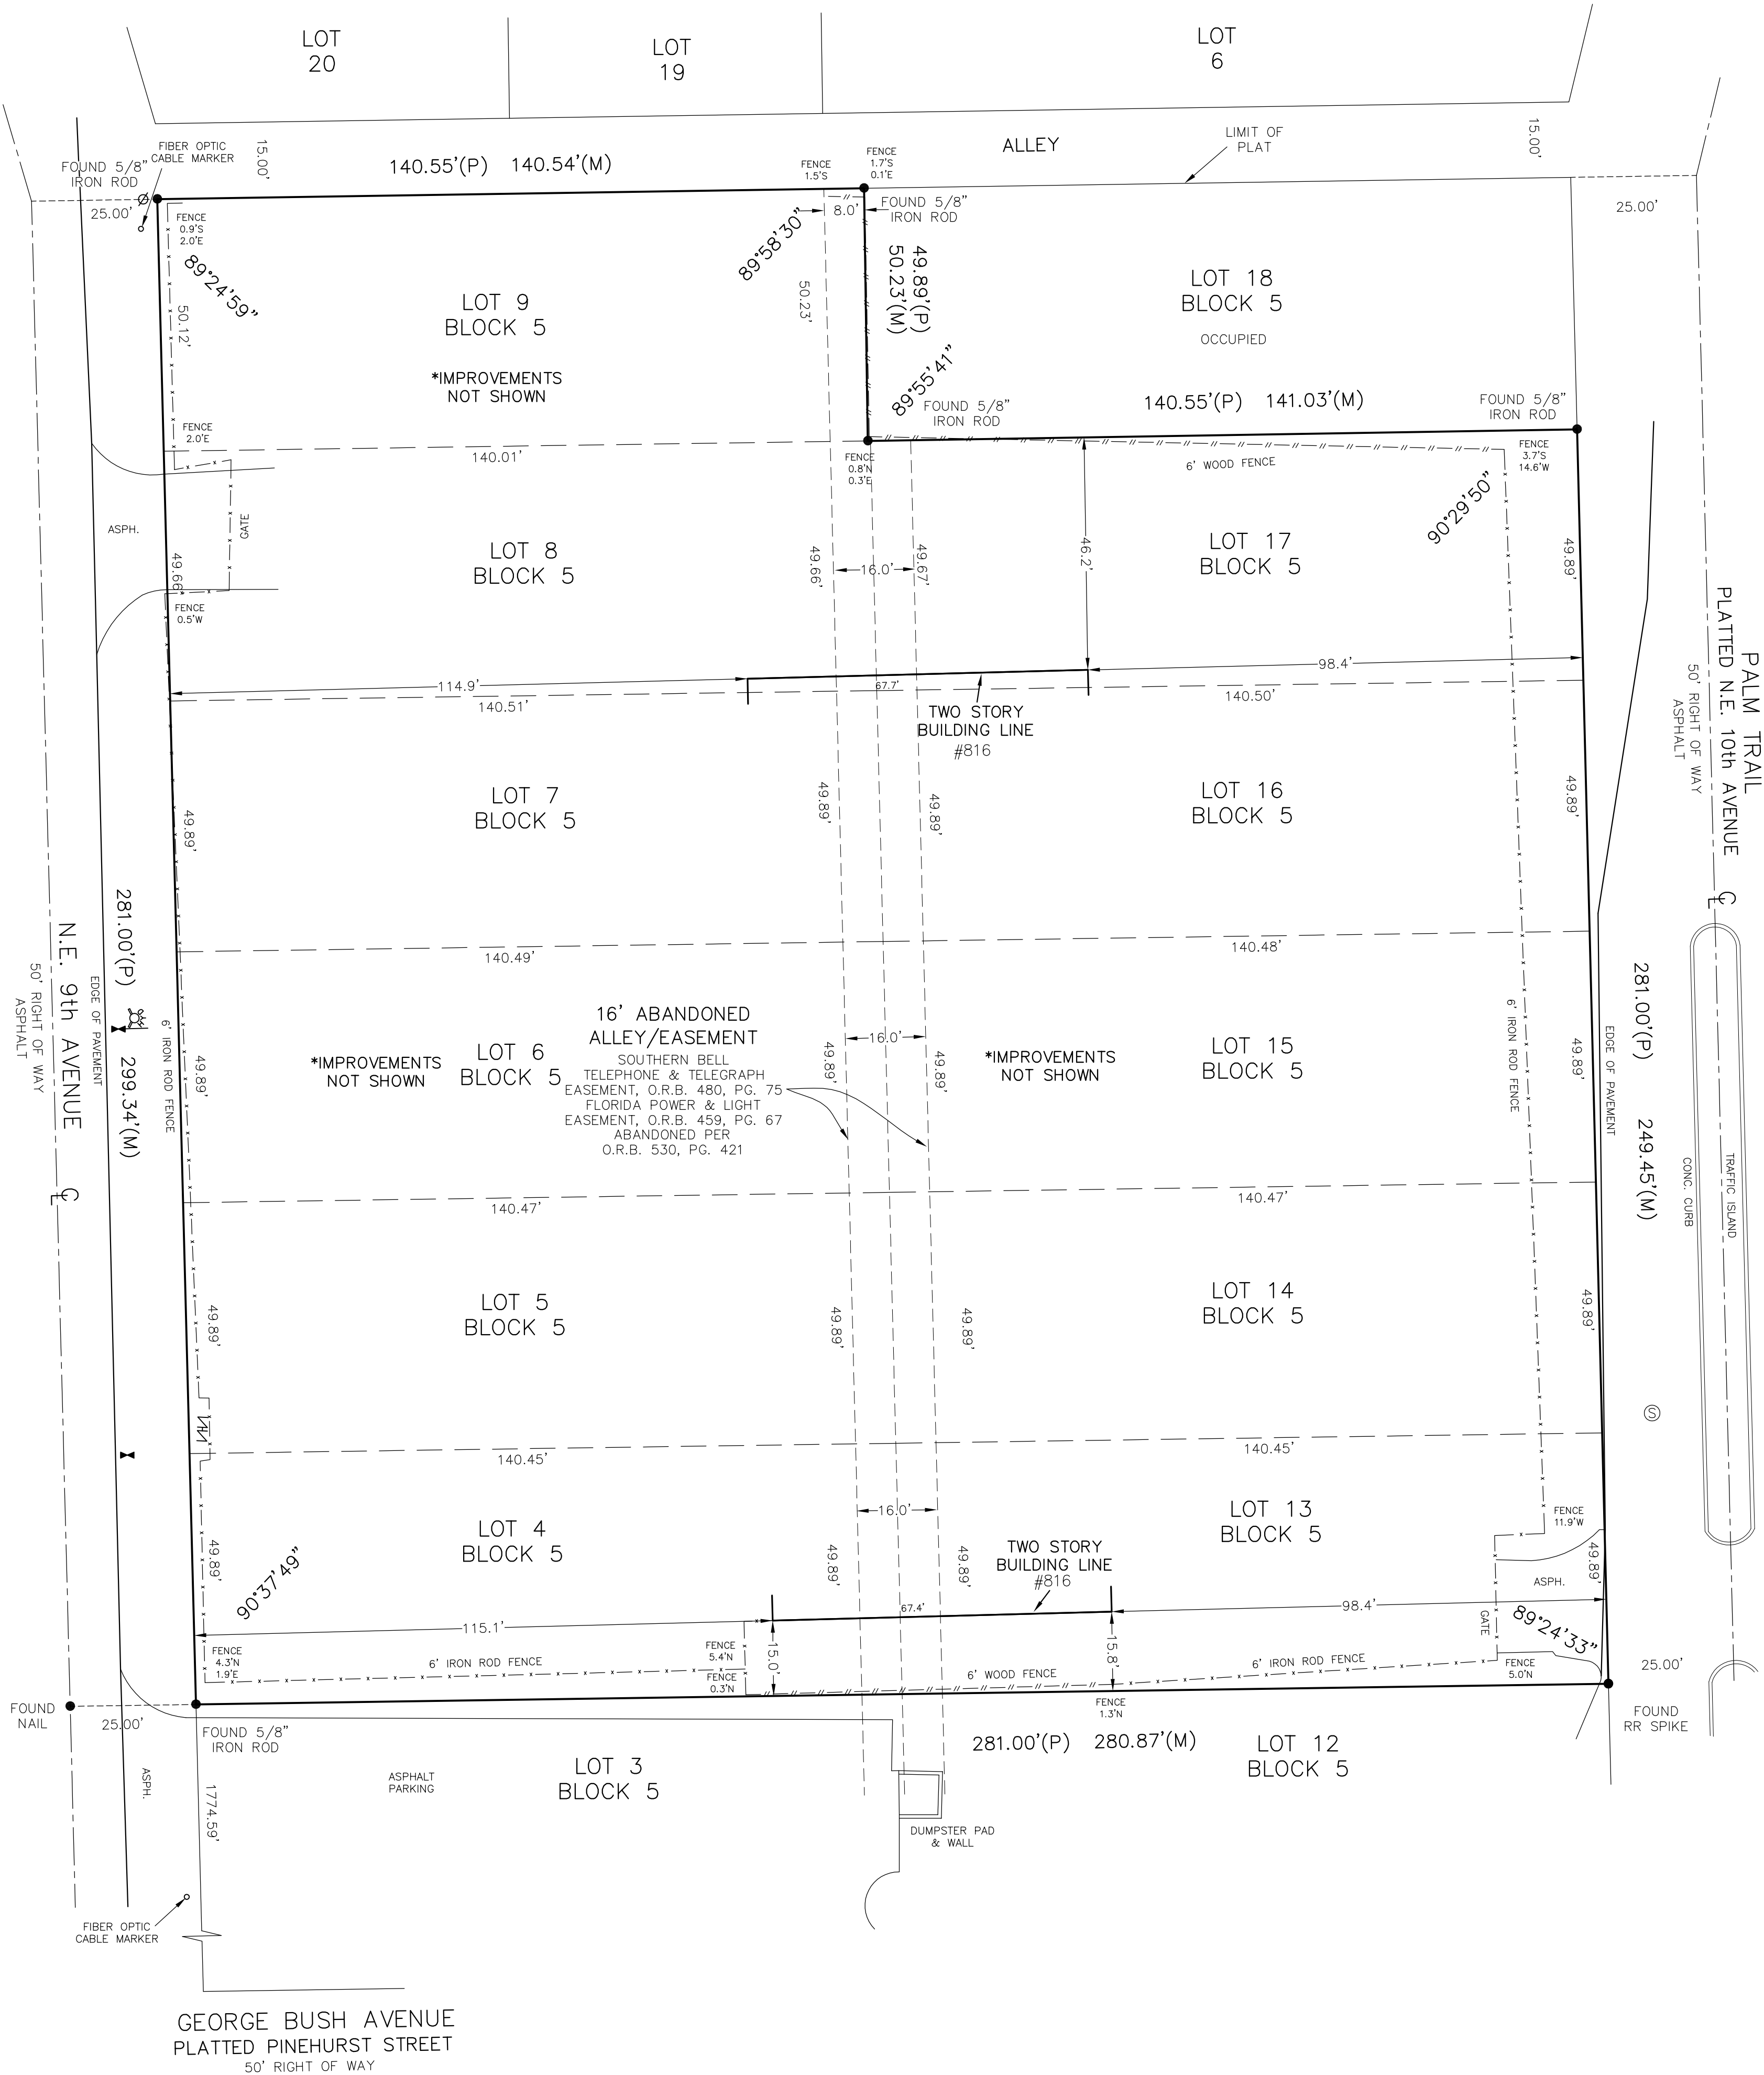 LOT
20
LOT
19
LOT
6
FIBER OPTIC
CABLE MARKER
FOUND 5/8"
IRON ROD
15.00'
140.55'(P) 140.54'(M)
FENCE
1.5'S
FENCE
1.7'S
0.1'E
ALLEY
LIMIT OF
PLAT
15.00'
25.00'
FENCE
0.9'S
2.0'E
89°24'59"
50.12'
LOT 9
BLOCK 5
*IMPROVEMENTS
NOT SHOWN
89°58'30"
8.0'
FOUND 5/8"
IRON ROD
50.23'
49.89'(P)
50.23'(M)
89°55'41"
LOT 18
BLOCK 5
OCCUPIED
25.00'
FOUND 5/8"
IRON ROD
140.55'(P) 141.03'(M)
FOUND 5/8"
IRON ROD
FENCE
2.0'E
140.01'
FENCE
0.8'N
0.3'E
6' WOOD FENCE
FENCE
3.7'S
14.6'W
90°29'50"
ASPH.
GATE
49.66'
FENCE
0.5'W
LOT 8
BLOCK 5
49.66'
16.0'
49.67'
46.2'
LOT 17
BLOCK 5
49.89'
114.9'
67.7'
98.4'
140.51'
140.50'
TWO STORY
BUILDING LINE
#816
PALM TRAIL
PLATTED N.E. 10th AVENUE
50' RIGHT OF WAY
ASPHALT
CL
49.89'
LOT 7
BLOCK 5
49.89'
49.89'
LOT 16
BLOCK 5
49.89'
140.49'
140.48'
281.00'(P) 299.34'(M)
N.E. 9th AVENUE
CL
50' RIGHT OF WAY
ASPHALT
EDGE OF PAVEMENT
6' IRON ROD FENCE
49.89'
*IMPROVEMENTS
NOT SHOWN
LOT 6
BLOCK 5
16' ABANDONED
ALLEY/EASEMENT
SOUTHERN BELL
TELEPHONE & TELEGRAPH
EASEMENT, O.R.B. 480, PG. 75
FLORIDA POWER & LIGHT
EASEMENT, O.R.B. 459, PG. 67
ABANDONED PER
O.R.B. 530, PG. 421
16.0'
49.89'
49.89'
*IMPROVEMENTS
NOT SHOWN
LOT 15
BLOCK 5
6' IRON ROD FENCE
49.89'
EDGE OF PAVEMENT
281.00'(P) 249.45'(M)
CONC. CURB
TRAFFIC ISLAND
140.47'
140.47'
49.89'
LOT 5
BLOCK 5
49.89'
49.89'
LOT 14
BLOCK 5
49.89'
S
140.45'
140.45'
49.89'
LOT 4
BLOCK 5
90°37'49"
16.0'
49.89'
49.89'
LOT 13
BLOCK 5
TWO STORY
BUILDING LINE
#816
FENCE
11.9'W
49.89'
ASPH.
GATE
89°24'33"
115.1'
67.4'
98.4'
FENCE
4.3'N
1.9'E
6' IRON ROD FENCE
FENCE
5.4'N
FENCE
0.3'N
15.0'
6' WOOD FENCE
15.8'
6' IRON ROD FENCE
FENCE
5.0'N
25.00'
FENCE
1.3'N
FOUND
NAIL
25.00'
FOUND 5/8"
IRON ROD
281.00'(P) 280.87'(M)
FOUND
RR SPIKE
LOT 12
BLOCK 5
ASPH.
1774.59'
ASPHALT
PARKING
LOT 3
BLOCK 5
DUMPSTER PAD
& WALL
FIBER OPTIC
CABLE MARKER
GEORGE BUSH AVENUE
PLATTED PINEHURST STREET
50' RIGHT OF WAY